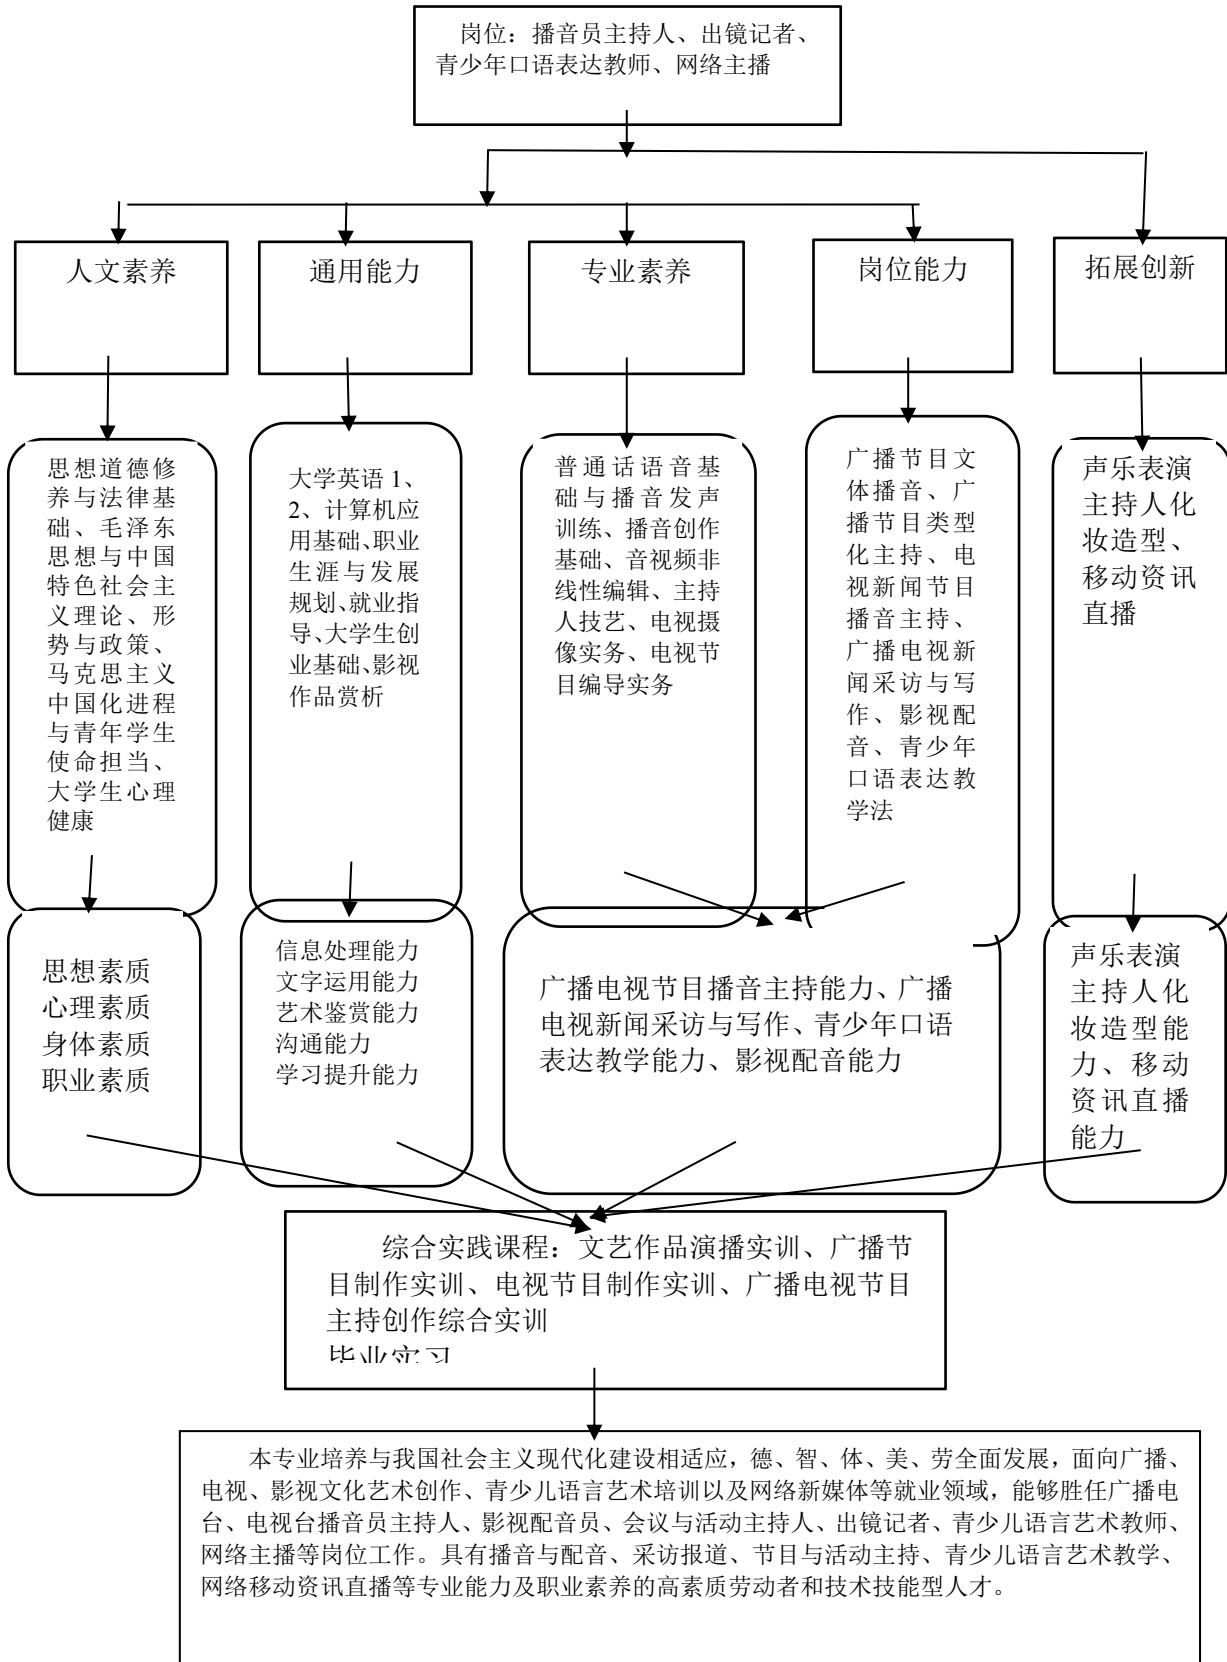 岗位：播音员主持人、出镜记者、
青少年口语表达教师、网络主播
人文素养
通用能力
专业素养
岗位能力
拓展创新
思想道德修
养与法律基
础、毛泽东
思想与中国
特色社会主
义理论、形
势与政策、
马克思主义
中国化进程
与青年学生
使命担当、
大学生心理
健康
大学英语 1、
2、计算机应
用基础、职业
生涯与发展
规划、就业指
导、大学生创
业基础、影视
作品赏析
普通话语音基
础与播音发声
训练、播音创作
基础、音视频非
线性编辑、主持
人技艺、电视摄
像实务、电视节
目编导实务
广播节目文
体播音、广
播节目类型
化主持、电
视新闻节目
播音主持、
广播电视新
闻采访与写
作、影视配
音、青少年
口语表达教
学法
声乐表演
主持人化
妆造型、
移动资讯
直播
思想素质
心理素质
身体素质
职业素质
信息处理能力
文字运用能力
艺术鉴赏能力
沟通能力
学习提升能力
广播电视节目播音主持能力、广播
电视新闻采访与写作、青少年口语
表达教学能力、影视配音能力
声乐表演
主持人化
妆造型能
力、移动
资讯直播
能力
综合实践课程：文艺作品演播实训、广播节
目制作实训、电视节目制作实训、广播电视节目
主持创作综合实训
毕业实习
本专业培养与我国社会主义现代化建设相适应，德、智、体、美、劳全面发展，面向广播、
电视、影视文化艺术创作、青少儿语言艺术培训以及网络新媒体等就业领域，能够胜任广播电
台、电视台播音员主持人、影视配音员、会议与活动主持人、出镜记者、青少儿语言艺术教师、
网络主播等岗位工作。具有播音与配音、采访报道、节目与活动主持、青少儿语言艺术教学、
网络移动资讯直播等专业能力及职业素养的高素质劳动者和技术技能型人才。